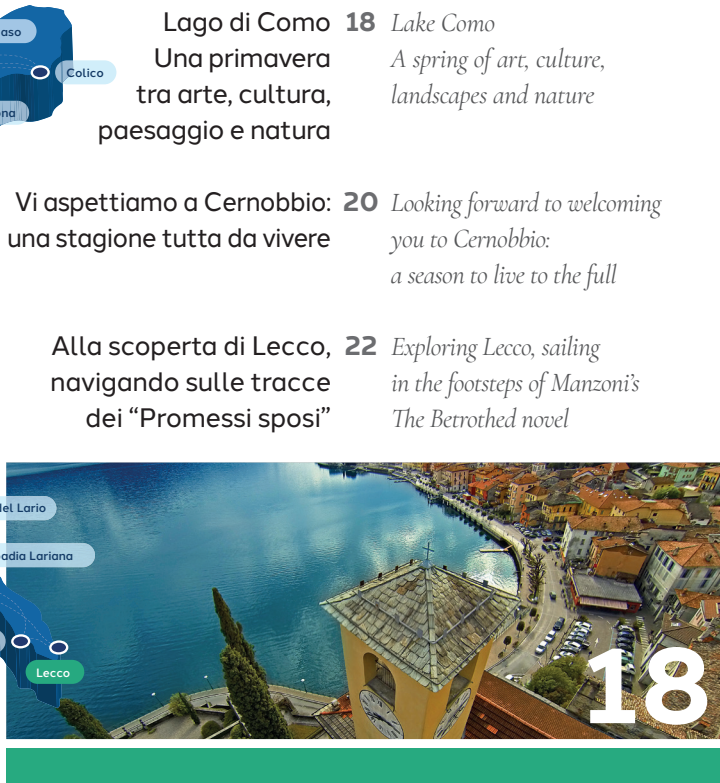 aso
Colico
na
Lago di Como
Una primavera
tra arte, cultura,
paesaggio e natura
18
Lake Como
A spring of art, culture,
landscapes and nature
Vi aspettiamo a Cernobbio:
una stagione tutta da vivere
20
Looking forward to welcoming
you to Cernobbio:
a season to live to the full
Alla scoperta di Lecco,
navigando sulle tracce
dei “Promessi sposi”
22
Exploring Lecco, sailing
in the footsteps of Manzoni’s
The Betrothed novel
el Lario
adia Lariana
Lecco
18